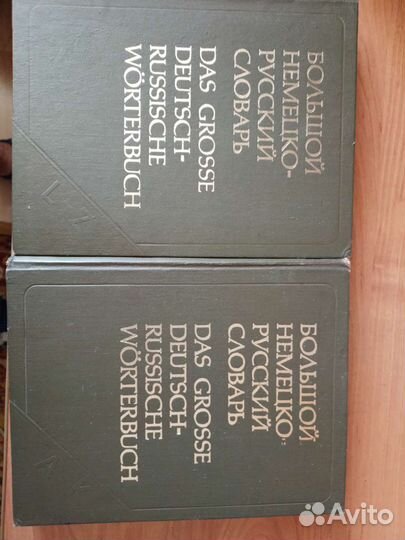 БОЛЬШОЙ
НЕМЕЦКО-
РУССКИЙ
СЛОВАРЬ
DAS GROSSE
DEUTSCH-
RUSSISCHE
WÖRTERBUCH
БОЛЬШОЙ
НЕМЕЦКО-
РУССКИЙ
СЛОВАРЬ
DAS GROSSE
DEUTSCH-
RUSSISCHE
WÖRTERBUCH
Avito